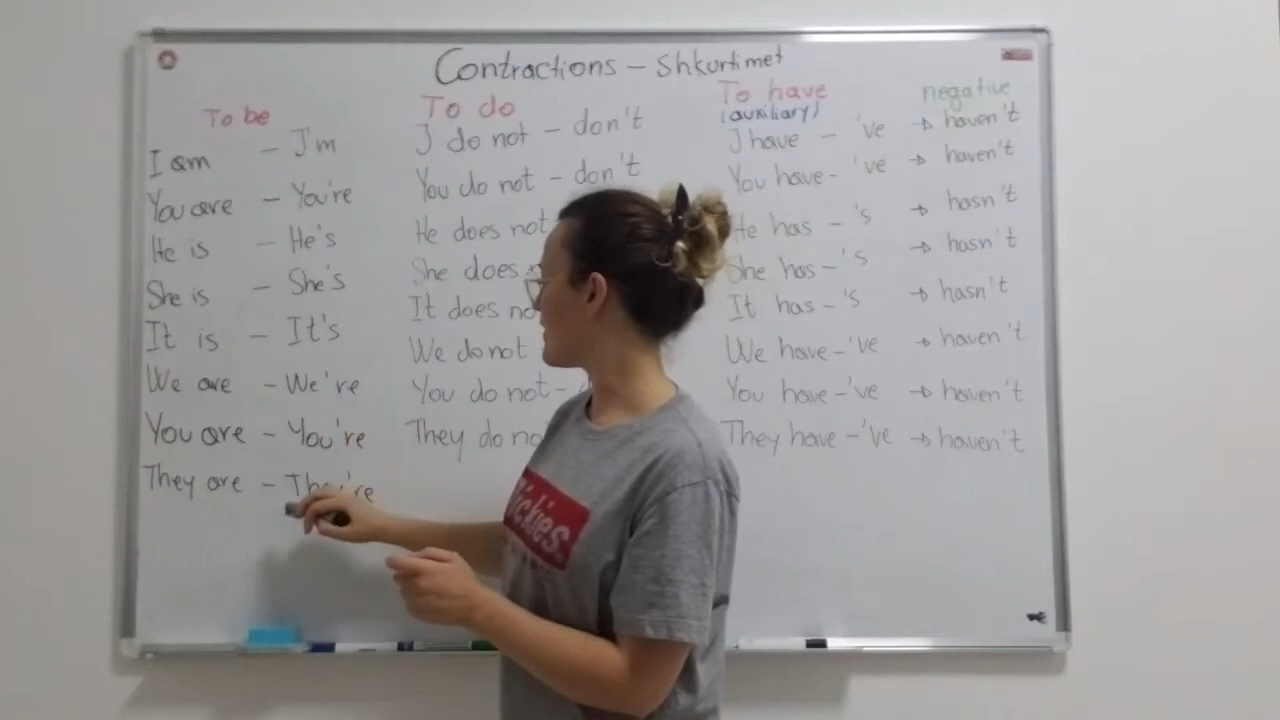 Contractions – Shkurtimet
To be
I am – I'm
You are – You're
He is – He's
She is – She's
It is – It's
We are – We're
You are – You're
They are – They're
To do
I do not – don't
You do not – don't
He does not
She does
It does
We do not
You do not –
They do
To have
(auxiliary)
negative
I have – 've → haven't
You have – 've → haven't
He has – 's → hasn't
She has – 's → hasn't
It has – 's → hasn't
We have – 've → haven't
You have – 've → haven't
They have – 've → haven't
Dickies